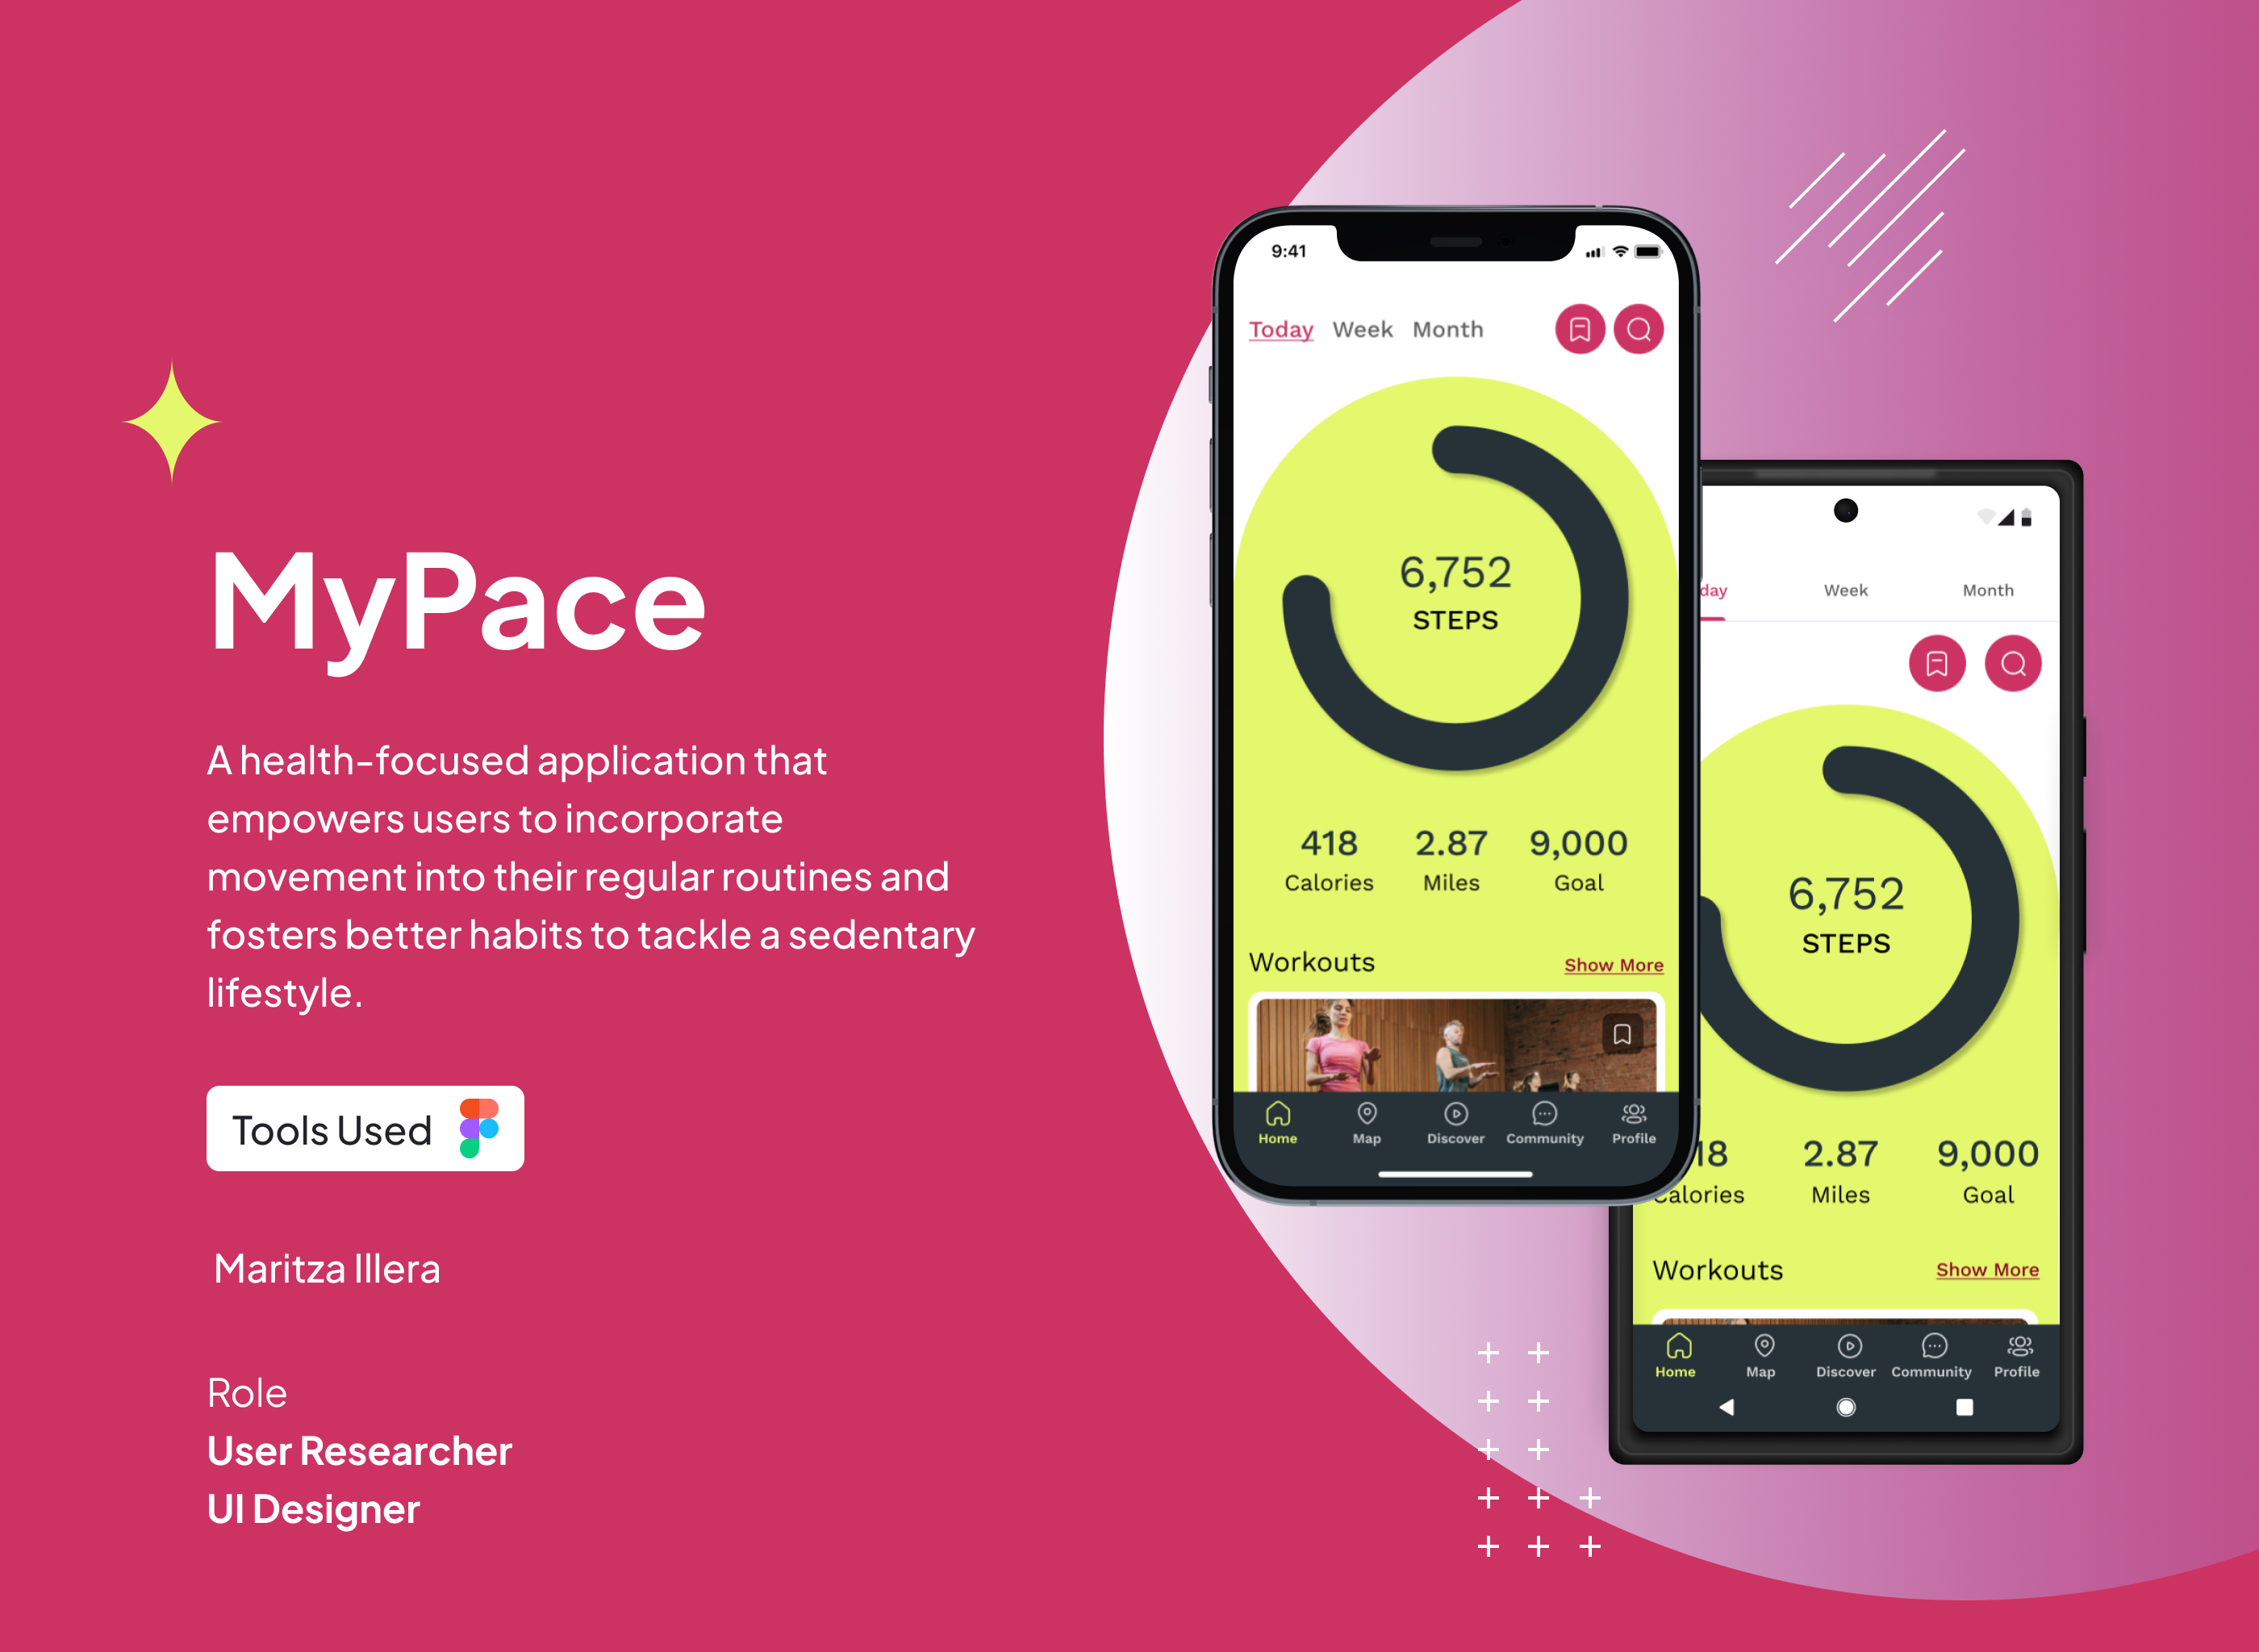 MyPace
A health-focused application that
empowers users to incorporate
movement into their regular routines and
fosters better habits to tackle a sedentary
lifestyle.
Tools Used
Maritza Illera
Role
User Researcher
UI Designer
9:41
Today Week Month
6,752
STEPS
418 2.87 9,000
Calories Miles Goal
Workouts Show More
Home Map Discover Community Profile
day Week Month
6,752
STEPS
18 2.87 9,000
Calories Miles Goal
Workouts Show More
Home Map Discover Community Profile